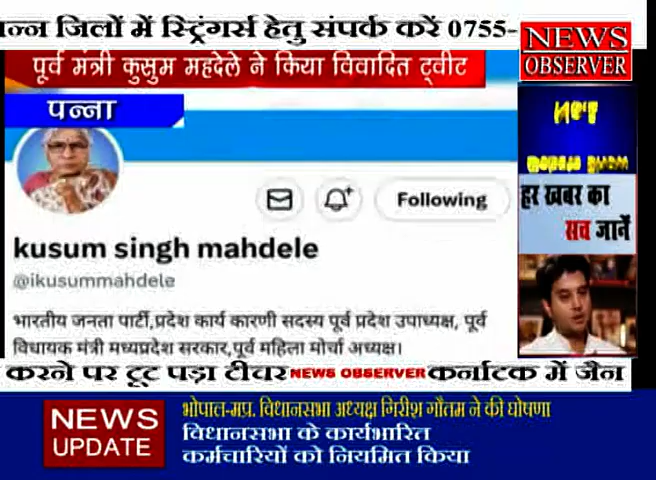 न्न जिलों में स्ट्रिंगर्स हेतु संपर्क करें 0755-
NEWS
OBSERVER
पूर्व मंत्री कुसुम महदेले ने किया विवादित ट्वीट
पन्ना
Following
हर खबर का
सच जानें
kusum singh mahdele
@ikusummahdele
भारतीय जनता पार्टी,प्रदेश कार्य कारणी सदस्य पूर्व प्रदेश उपाध्यक्ष, पूर्व
विधायक मंत्री मध्यप्रदेश सरकार,पूर्व महिला मोर्चा अध्यक्ष।
करने पर टूट पड़ा टीचर NEWS OBSERVER कर्नाटक में जैन
NEWS
UPDATE
भोपाल-मप्र. विधानसभा अध्यक्ष गिरीश गौतम ने की घोषणा
विधानसभा के कार्यभारित
कर्मचारियों को नियमित किया